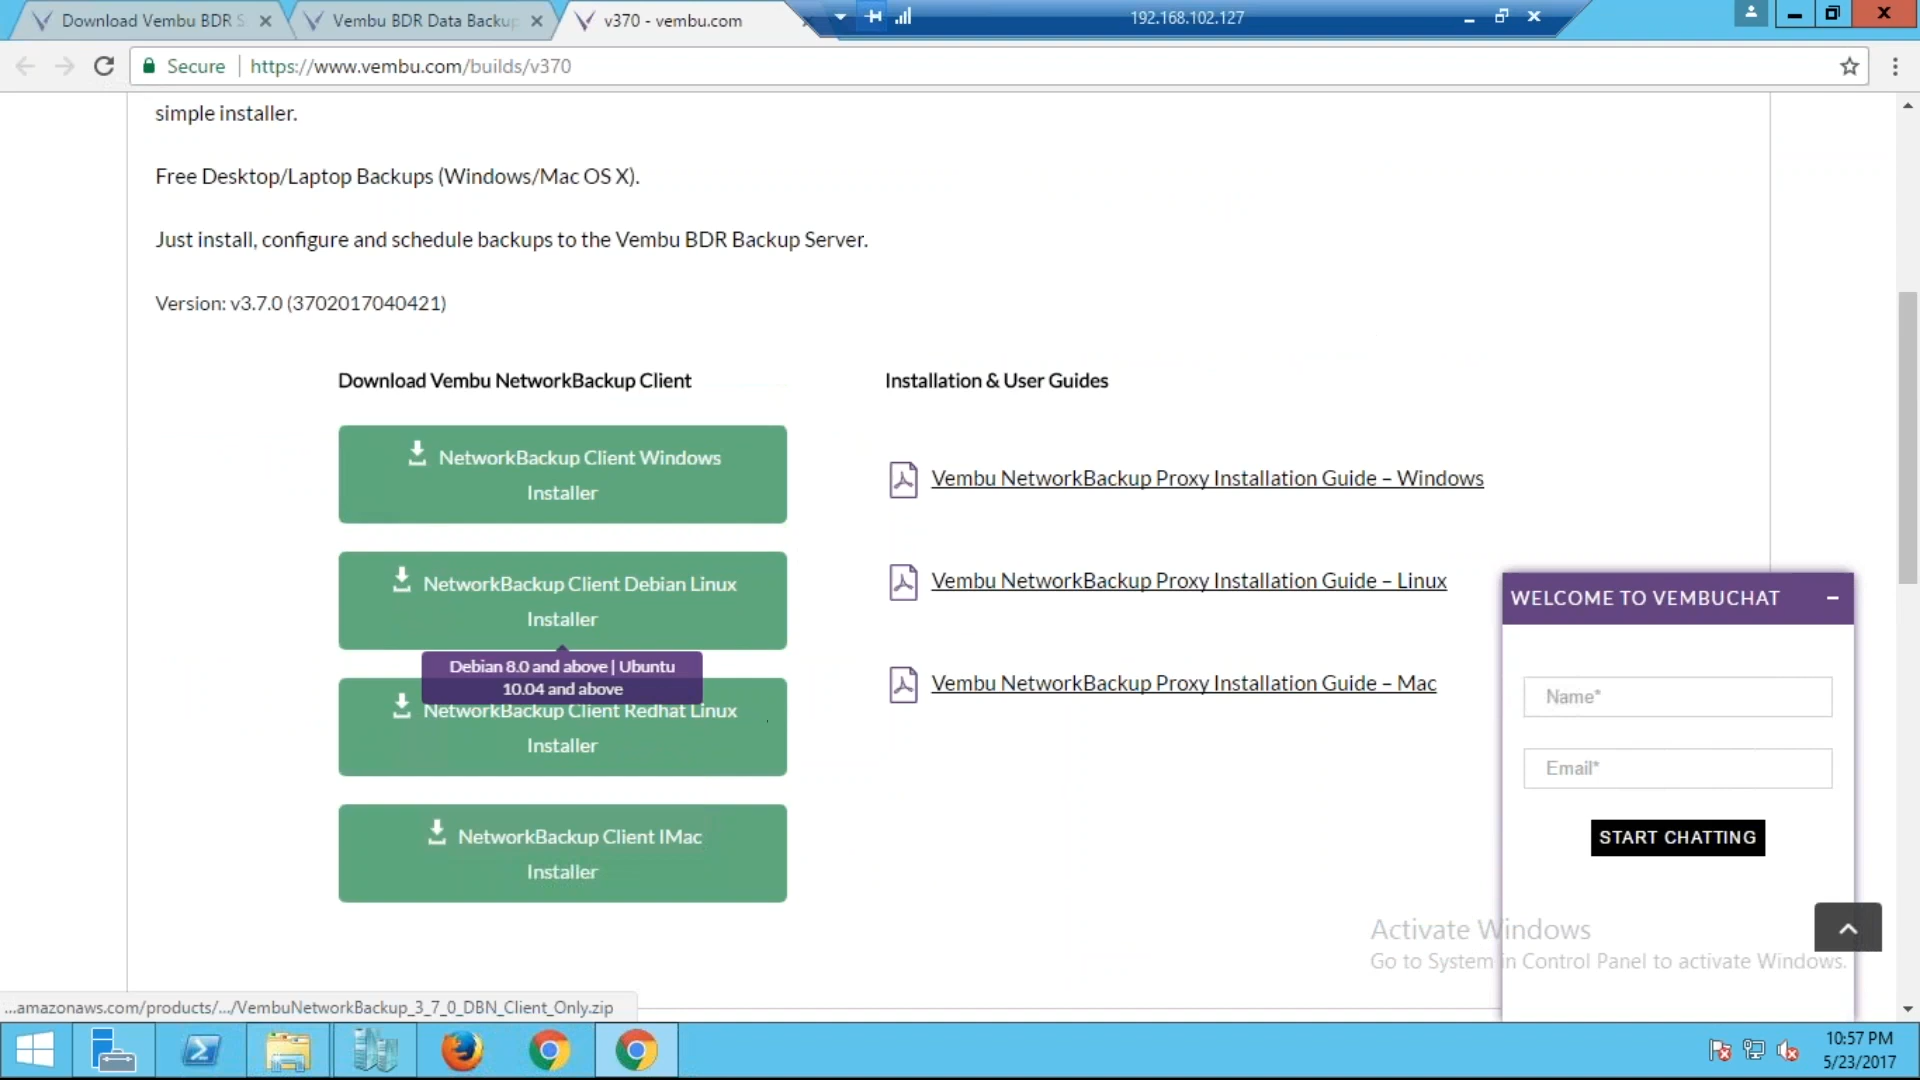 Download Vembu BDR S
Vembu BDR Data Backup
v370 - vembu.com
192.168.102.127
Secure
https://www.vembu.com/builds/v370
simple installer.
Free Desktop/Laptop Backups (Windows/Mac OS X).
Just install, configure and schedule backups to the Vembu BDR Backup Server.
Version: v3.7.0 (3702017040421)
Download Vembu NetworkBackup Client
NetworkBackup Client Windows
Installer
NetworkBackup Client Debian Linux
Installer
Debian 8.0 and above | Ubuntu
10.04 and above
NetworkBackup Client Redhat Linux
Installer
NetworkBackup Client IMac
Installer
Installation & User Guides
Vembu NetworkBackup Proxy Installation Guide – Windows
Vembu NetworkBackup Proxy Installation Guide – Linux
Vembu NetworkBackup Proxy Installation Guide – Mac
WELCOME TO VEMBUCHAT
Name*
Email*
START CHATTING
Activate Windows
Go to System in Control Panel to activate Windows.
...amazonaws.com/products/.../VembuNetworkBackup_3_7_0_DBN_Client_Only.zip
10:57 PM
5/23/2017